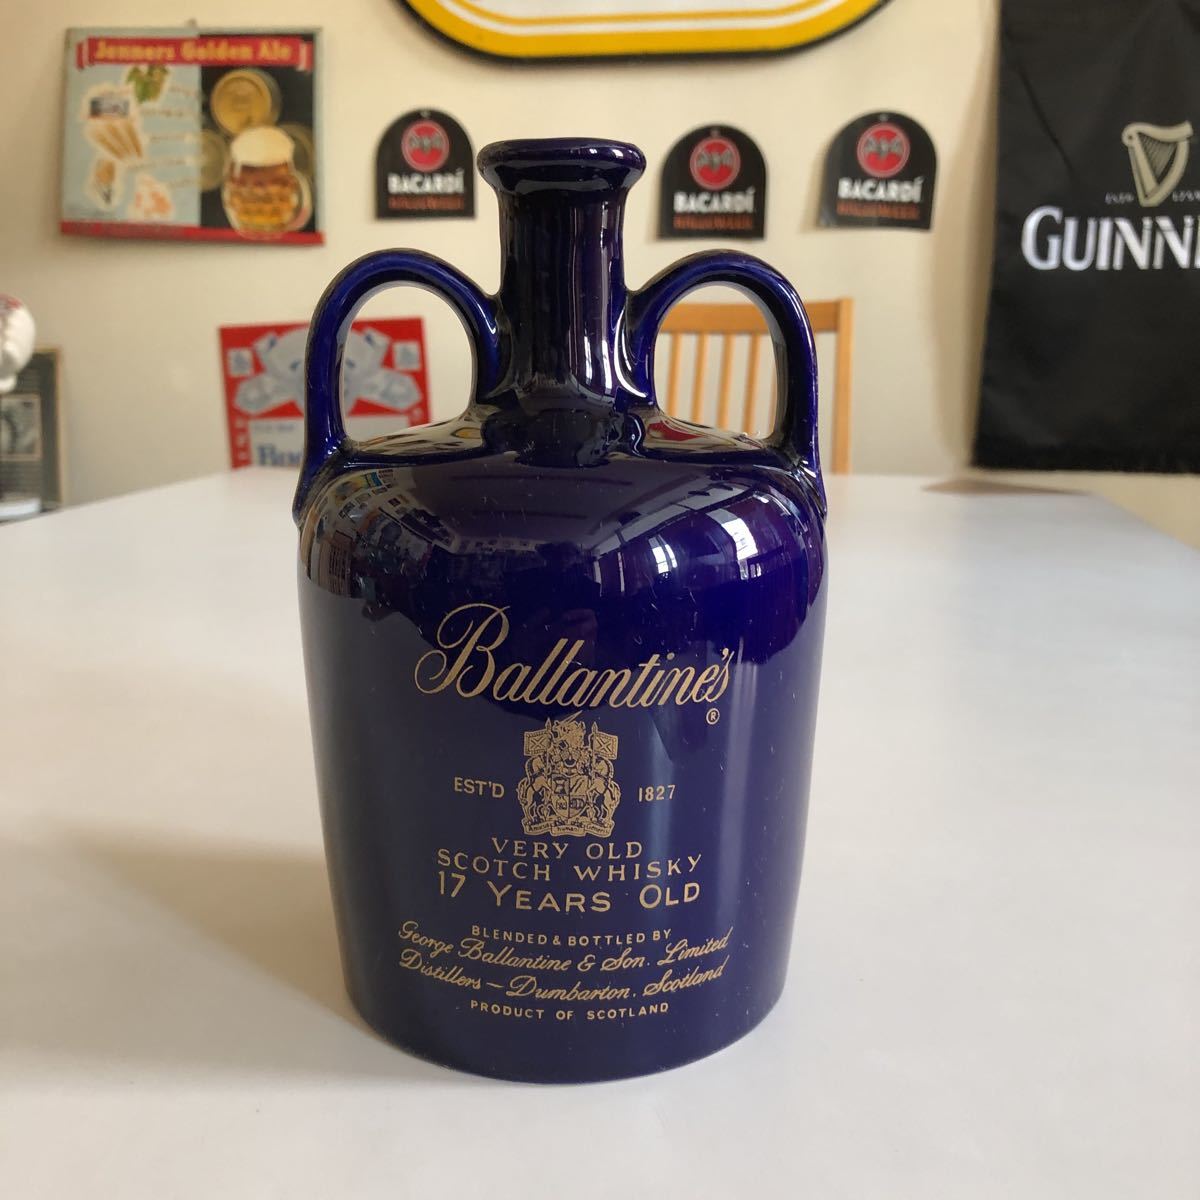 Jenners Golden Ale
BACARDÍ
BACARDÍ
BACARDÍ
GUINN
Ballantine's
®
EST'D 1827
VERY OLD
SCOTCH WHISKY
17 YEARS OLD
BLENDED & BOTTLED BY
George Ballantine & Son. Limited
Distillers – Dumbarton, Scotland
PRODUCT OF SCOTLAND